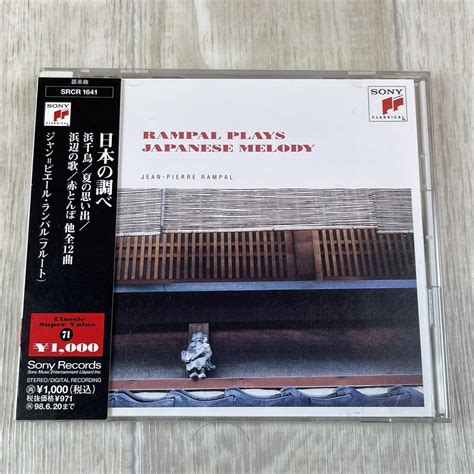 器楽曲
SRCR 1641
SONY
CLASSICAL
日本の調べ
浜千鳥/夏の思い出/
浜辺の歌/赤とんぼ 他全12曲
ジャン=ピエール・ランパル(フルート)
Classic
Super Value
71
¥1,000
Sony Records
Sony Music Entertainment (Japan) Inc.
STEREO/DIGITAL RECORDING
¥1,000(税込)
税抜価格¥971
98.6.20まで
RAMPAL PLAYS
JAPANESE MELODY
JEAN-PIERRE RAMPAL
SONY
CLASSICAL